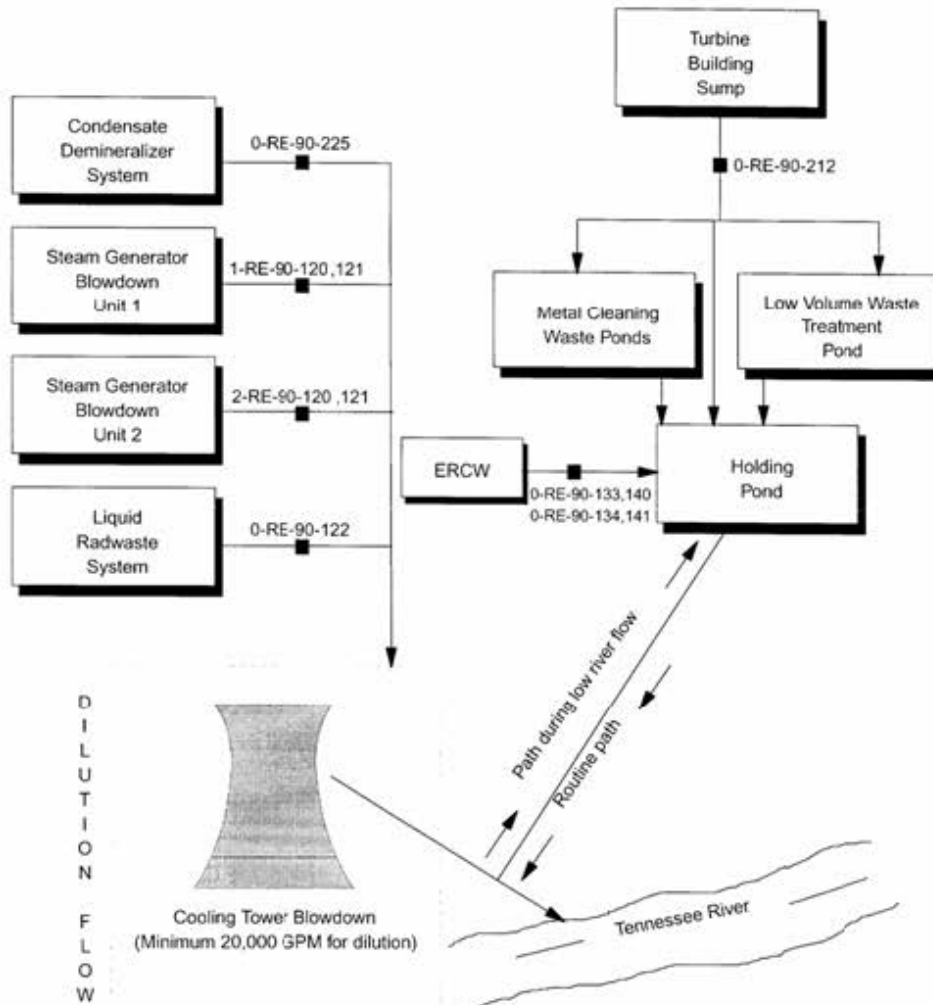 Turbine
Building
Sump
0-RE-90-212
Condensate
Demineralizer
System
0-RE-90-225
Steam Generator
Blowdown
Unit 1
1-RE-90-120 ,121
Steam Generator
Blowdown
Unit 2
2-RE-90-120 ,121
Liquid
Radwaste
System
0-RE-90-122
Metal Cleaning
Waste Ponds
Low Volume Waste
Treatment
Pond
ERCW
0-RE-90-133,140
0-RE-90-134,141
Holding
Pond
Path during low river flow
Routine path
D
I
L
U
T
I
O
N
F
L
O
W
Cooling Tower Blowdown
(Minimum 20,000 GPM for dilution)
Tennessee River